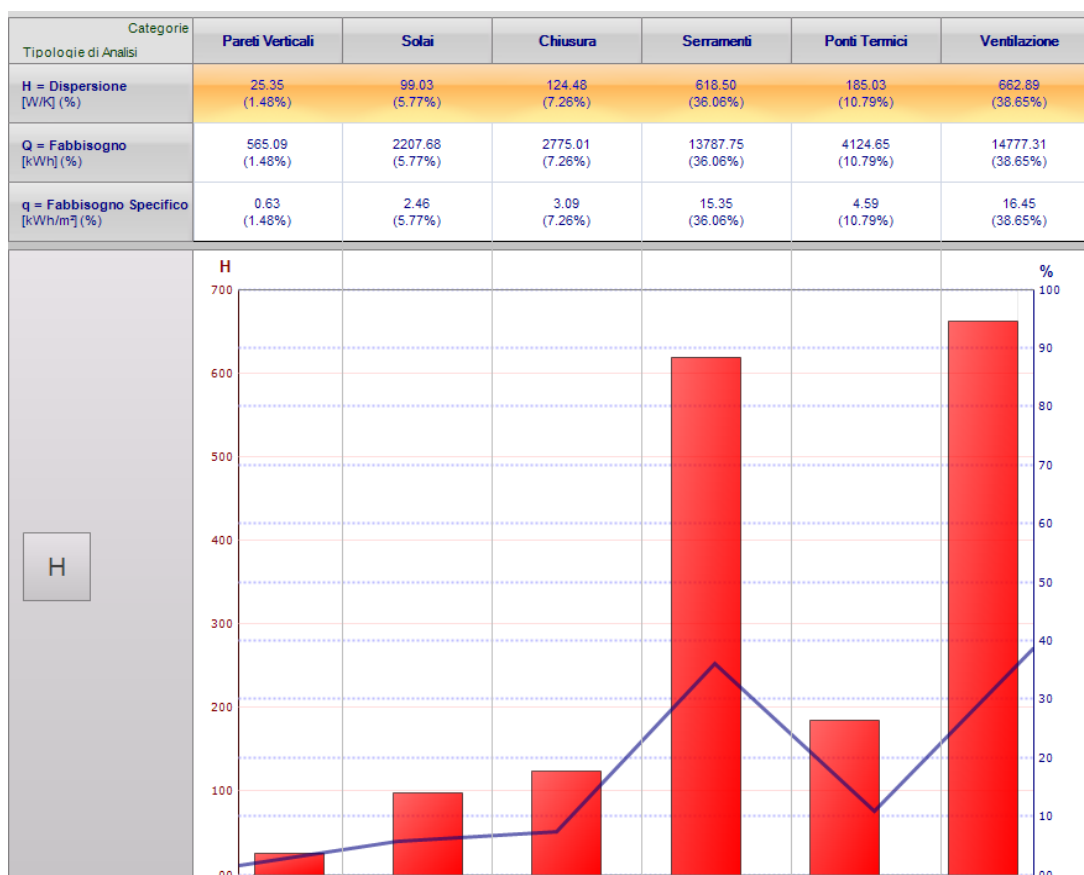 Categorie
Tipologie di Analisi
Pareti Verticali Solai Chiusura Serramenti Ponti Termici Ventilazione
H = Dispersione
[W/K] (%)
25.35 99.03 124.48 618.50 185.03 662.89
(1.48%) (5.77%) (7.26%) (36.06%) (10.79%) (38.65%)
Q = Fabbisogno
[kWh] (%)
565.09 2207.68 2775.01 13787.75 4124.65 14777.31
(1.48%) (5.77%) (7.26%) (36.06%) (10.79%) (38.65%)
q = Fabbisogno Specifico
[kWh/m²] (%)
0.63 2.46 3.09 15.35 4.59 16.45
(1.48%) (5.77%) (7.26%) (36.06%) (10.79%) (38.65%)
H
H
700
600
500
400
300
200
100
00
%
100
90
80
70
60
50
40
30
20
10
00